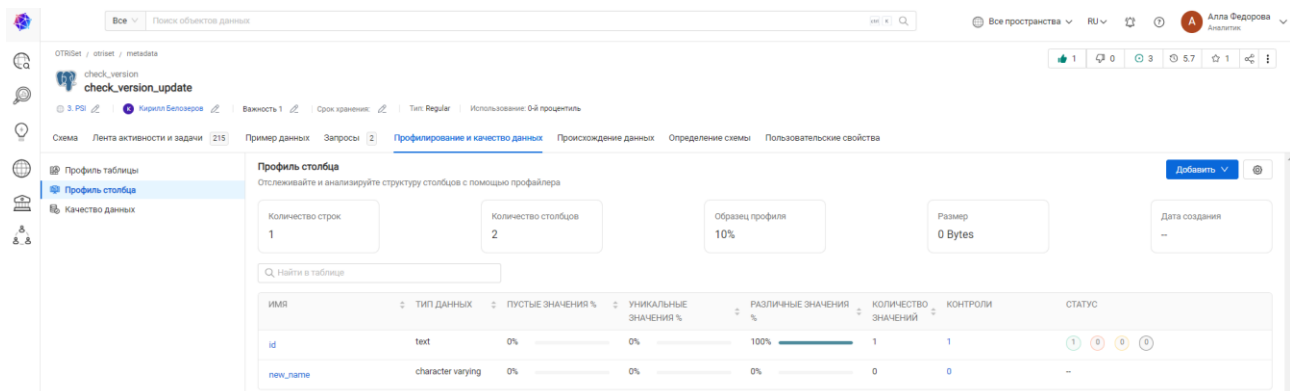 Все Поиск объектов данных ctrl K Все пространства RU А Алла Федорова
Аналитик
OTRISet / otriset / metadata
check_version
check_version_update
1 0 3 5.7 1
3. PSI К Кирилл Белозеров Важность 1 Срок хранения: Тип: Regular Использование: 0-й процентиль
Схема Лента активности и задачи 215 Пример данных Запросы 2 Профилирование и качество данных Происхождение данных Определение схемы Пользовательские свойства
Профиль таблицы
Профиль столбца
Качество данных
Профиль столбца
Отслеживайте и анализируйте структуру столбцов с помощью профайлера
Добавить
Количество строк Количество столбцов Образец профиля Размер Дата создания
1 2 10% 0 Bytes --
Найти в таблице
ИМЯ ТИП ДАННЫХ ПУСТЫЕ ЗНАЧЕНИЯ % УНИКАЛЬНЫЕ ЗНАЧЕНИЯ % РАЗЛИЧНЫЕ ЗНАЧЕНИЯ % КОЛИЧЕСТВО ЗНАЧЕНИЙ КОНТРОЛИ СТАТУС
id text 0% 0% 100% 1 1 1 0 0 0
new_name character varying 0% 0% 0% 0 0 --